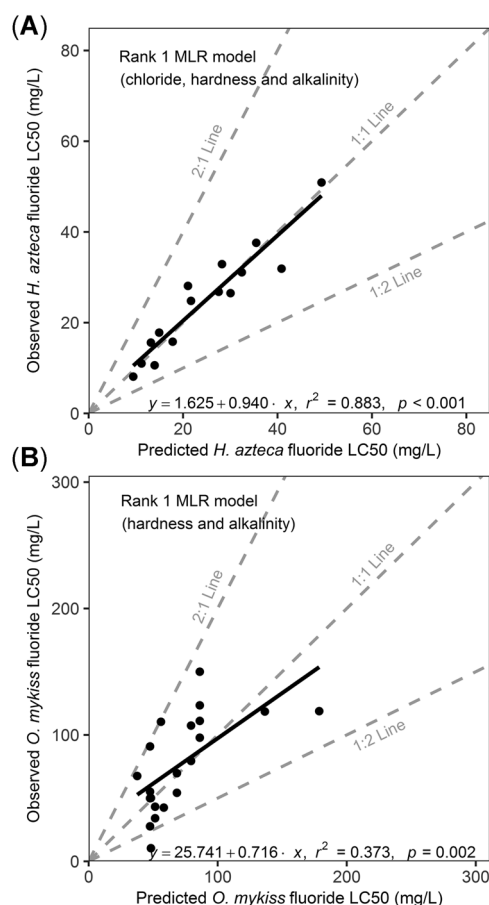 (A)
80
60
40
20
0
Observed H. azteca fluoride LC50 (mg/L)
Rank 1 MLR model
(chloride, hardness and alkalinity)
2:1 Line
1:1 Line
1:2 Line
y = 1.625 + 0.940 · x, r² = 0.883, p < 0.001
0 20 40 60 80
Predicted H. azteca fluoride LC50 (mg/L)
(B)
300
200
100
0
Observed O. mykiss fluoride LC50 (mg/L)
Rank 1 MLR model
(hardness and alkalinity)
2:1 Line
1:1 Line
1:2 Line
y = 25.741 + 0.716 · x, r² = 0.373, p = 0.002
0 100 200 300
Predicted O. mykiss fluoride LC50 (mg/L)